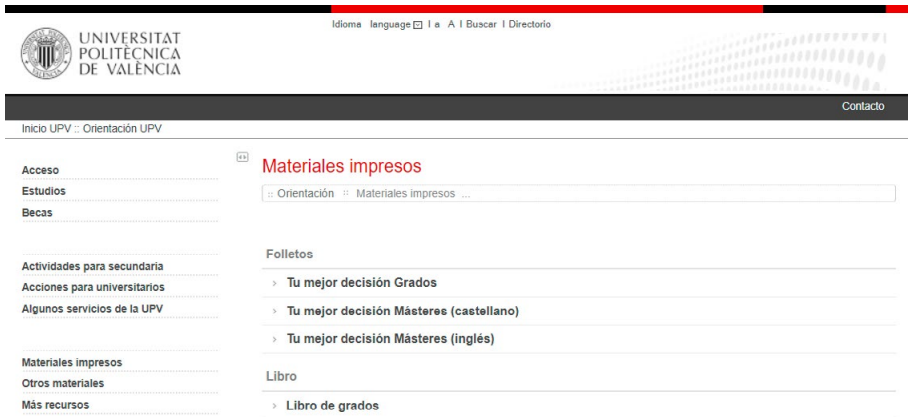 Idioma language I a A I Buscar I Directorio
UNIVERSITAT
POLITÈCNICA
DE VALÈNCIA
Contacto
Inicio UPV :: Orientación UPV
Acceso
Estudios
Becas
Actividades para secundaria
Acciones para universitarios
Algunos servicios de la UPV
Materiales impresos
Otros materiales
Más recursos
Materiales impresos
:: Orientación :: Materiales impresos ...
Folletos
› Tu mejor decisión Grados
› Tu mejor decisión Másteres (castellano)
› Tu mejor decisión Másteres (inglés)
Libro
› Libro de grados